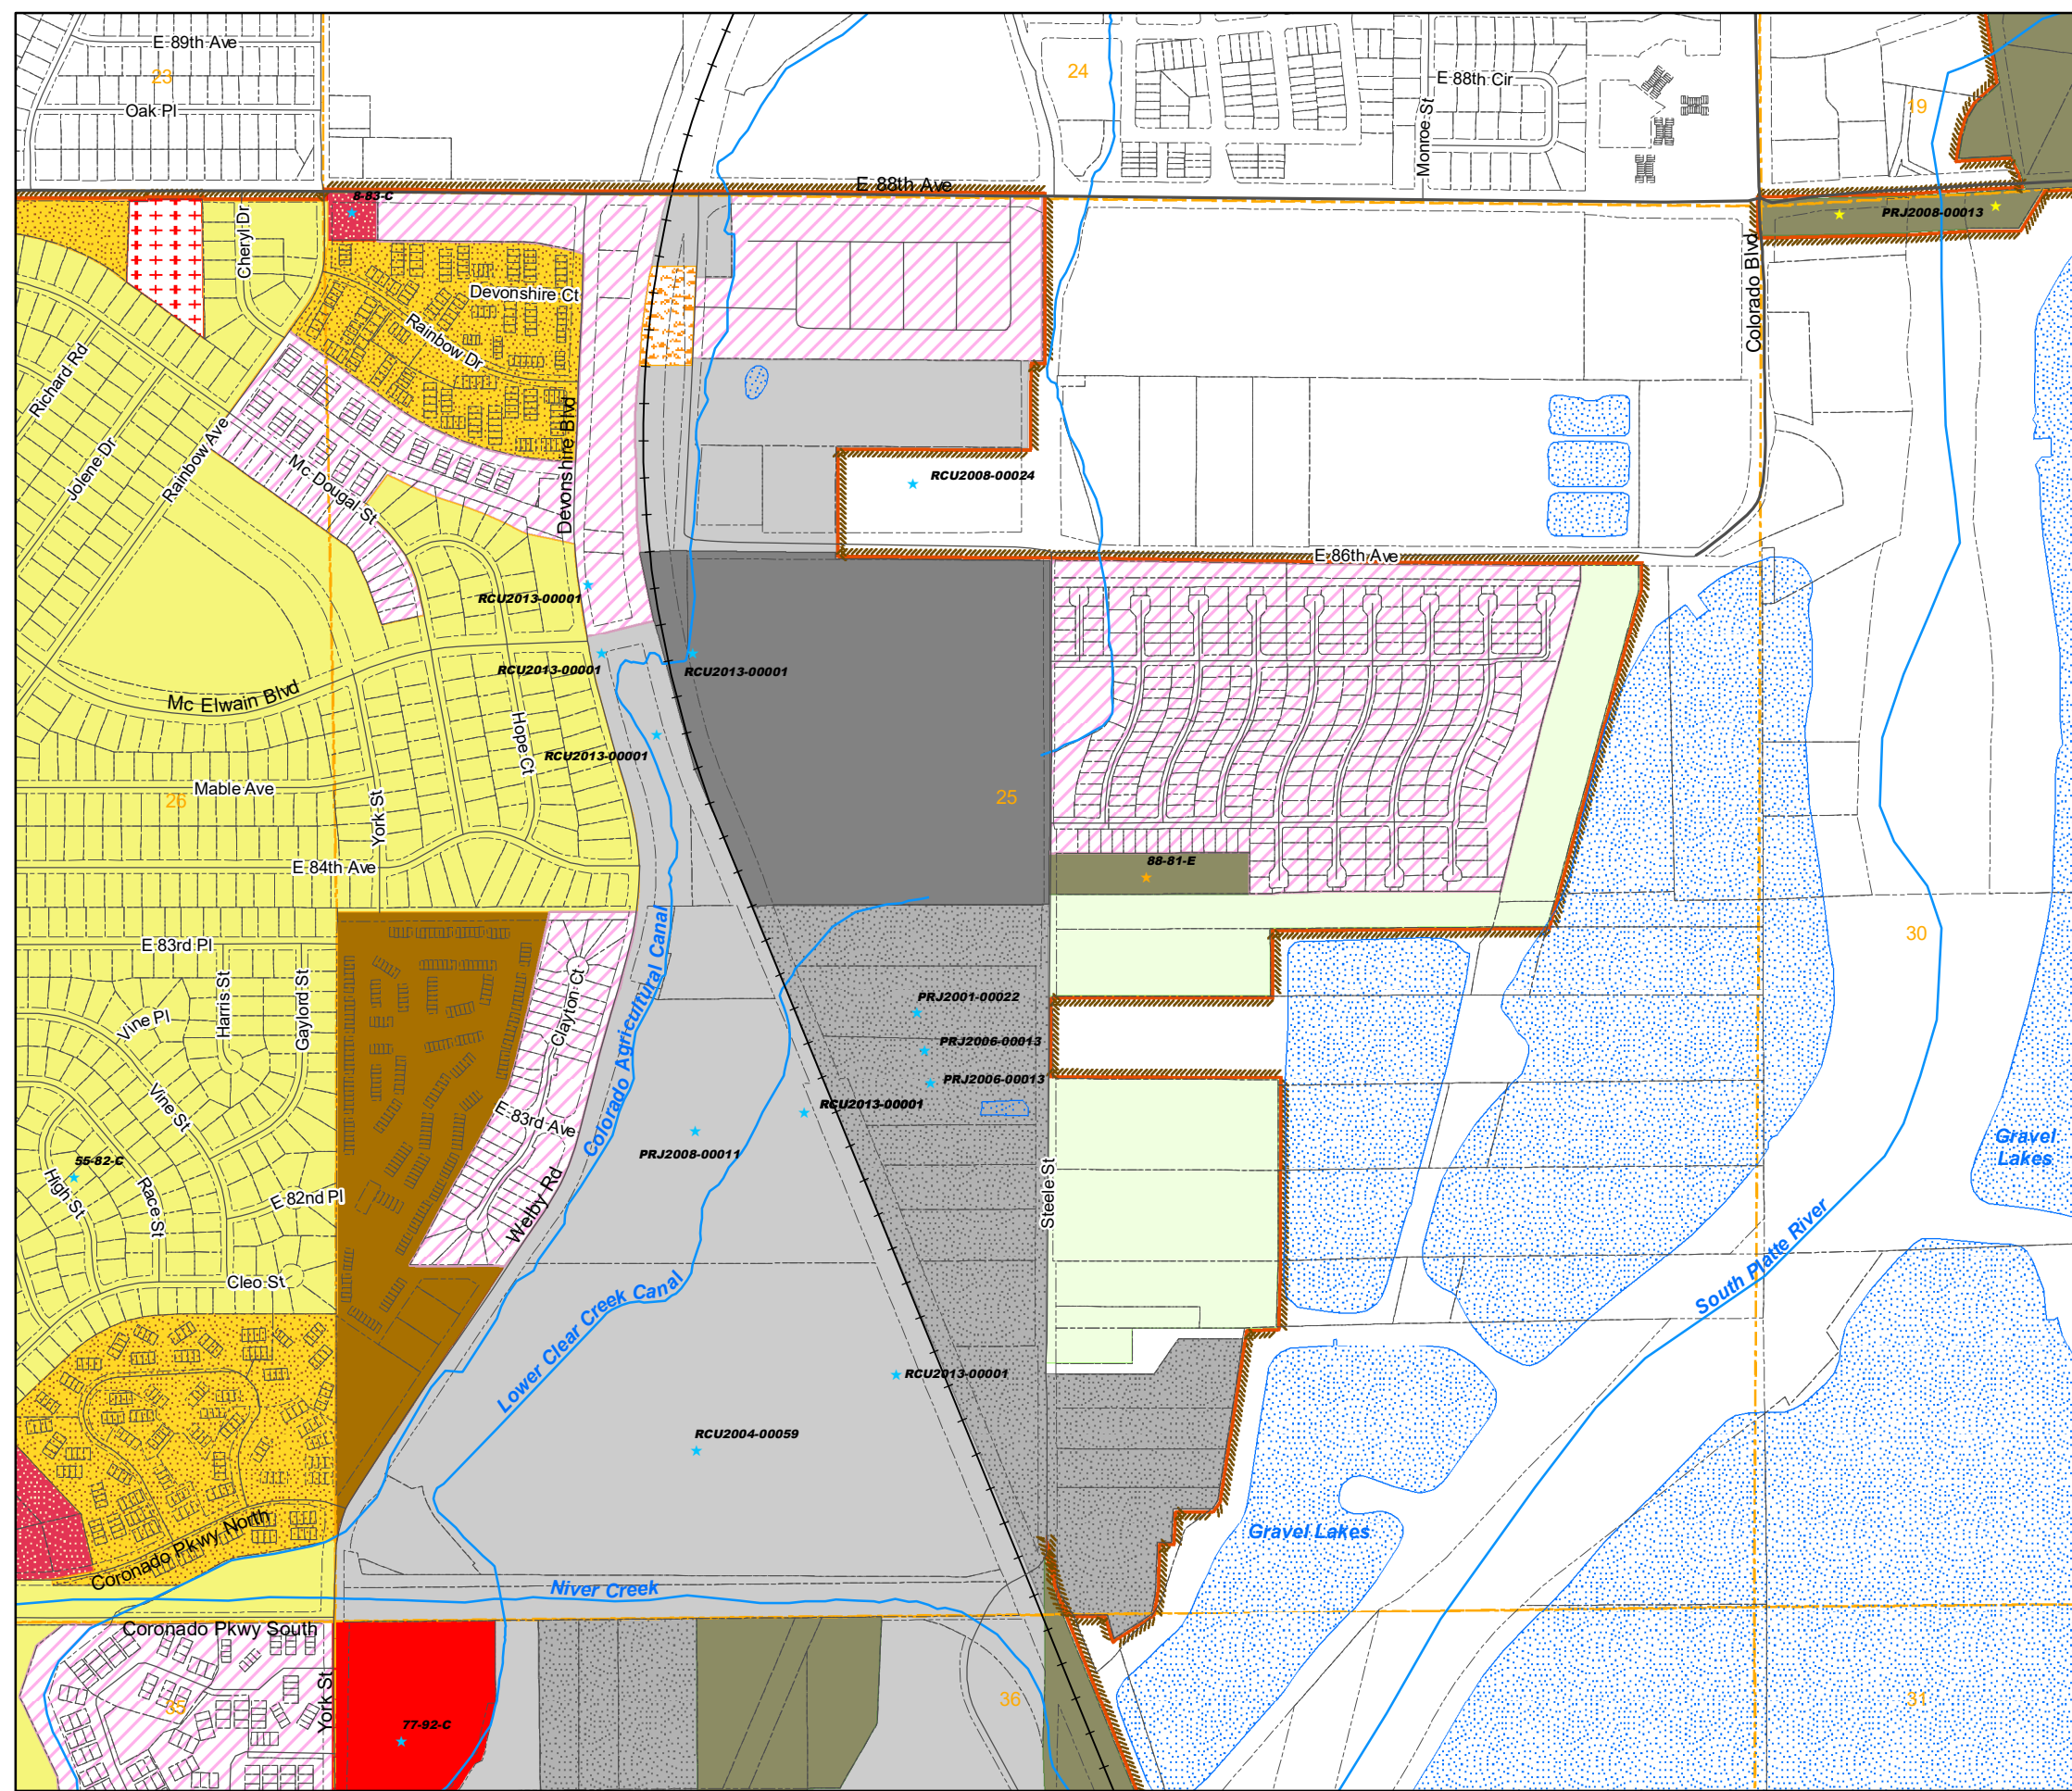 E 89th Ave
23
Oak Pl
24
E 88th Cir
Monroe St
19
E 88th Ave
8-83-C
PRJ2008-00013
Cheryl Dr
Colorado Blvd
Devonshire Ct
Rainbow Dr
Richard Rd
Jolene Dr
Rainbow Ave
Mc Dougal St
Devonshire Blvd
RCU2008-00024
E 86th Ave
RCU2013-00001
RCU2013-00001
RCU2013-00001
Mc Elwain Blvd
Hope Ct
RCU2013-00001
Mable Ave
26
York St
25
E 84th Ave
88-81-E
E 83rd Pl
30
Harris St
Gaylord St
Clayton Ct
Colorado Agricultural Canal
PRJ2001-00022
Vine Pl
PRJ2006-00013
PRJ2006-00013
Vine St
E 83rd Ave
RCU2013-00001
PRJ2008-00011
Gravel
Lakes
55-82-C
High St
Race St
E 82nd Pl
Welby Rd
Steele St
Cleo St
South Platte River
Lower Clear Creek Canal
RCU2013-00001
RCU2004-00059
Gravel Lakes
Coronado Pkwy North
Niver Creek
Coronado Pkwy South
York St
35
36
31
77-92-C